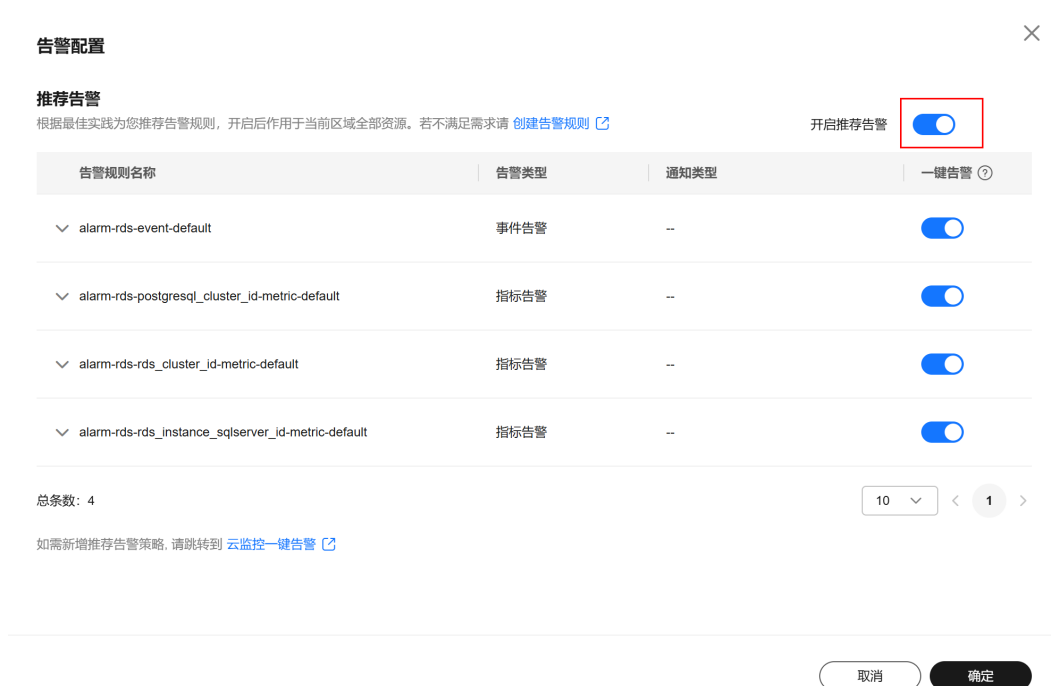 告警配置
推荐告警
根据最佳实践为您推荐告警规则，开启后作用于当前区域全部资源。若不满足需求请 创建告警规则
开启推荐告警
告警规则名称 告警类型 通知类型 一键告警
alarm-rds-event-default 事件告警 --
alarm-rds-postgresql_cluster_id-metric-default 指标告警 --
alarm-rds-rds_cluster_id-metric-default 指标告警 --
alarm-rds-rds_instance_sqlserver_id-metric-default 指标告警 --
总条数：4 10 1
如需新增推荐告警策略, 请跳转到 云监控一键告警
取消 确定